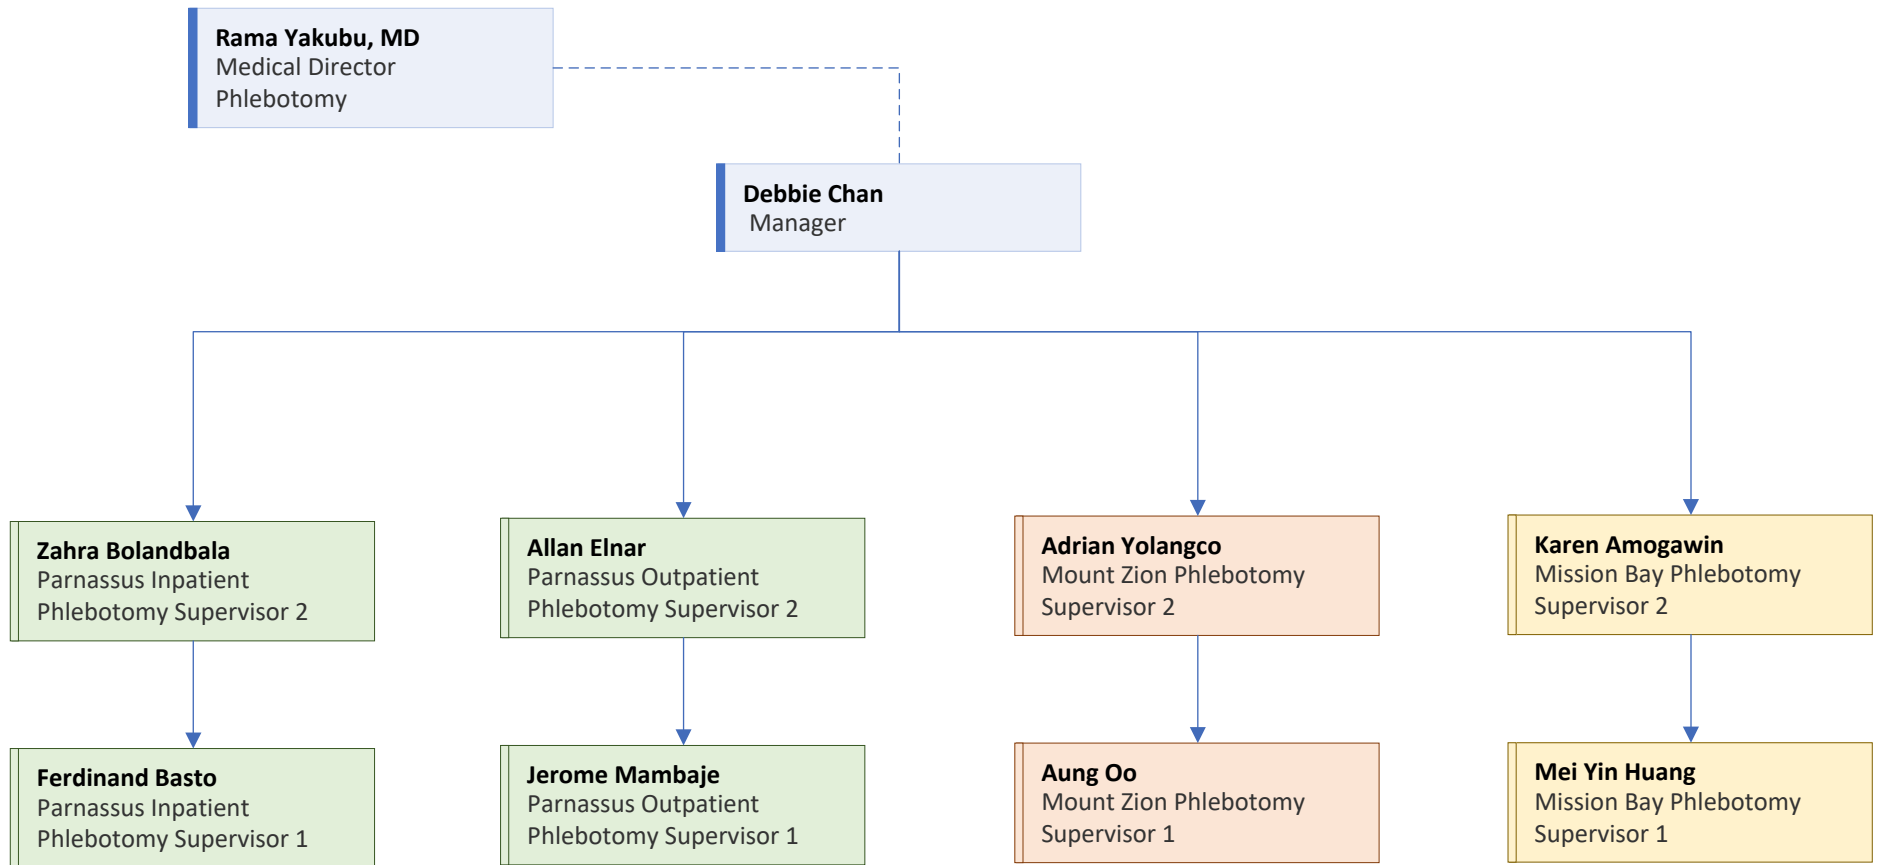 Rama Yakubu, MD
Medical Director
Phlebotomy
Debbie Chan
Manager
Zahra Bolandbala
Parnassus Inpatient
Phlebotomy Supervisor 2
Allan Elnar
Parnassus Outpatient
Phlebotomy Supervisor 2
Adrian Yolangco
Mount Zion Phlebotomy
Supervisor 2
Karen Amogawin
Mission Bay Phlebotomy
Supervisor 2
Ferdinand Basto
Parnassus Inpatient
Phlebotomy Supervisor 1
Jerome Mambaje
Parnassus Outpatient
Phlebotomy Supervisor 1
Aung Oo
Mount Zion Phlebotomy
Supervisor 1
Mei Yin Huang
Mission Bay Phlebotomy
Supervisor 1